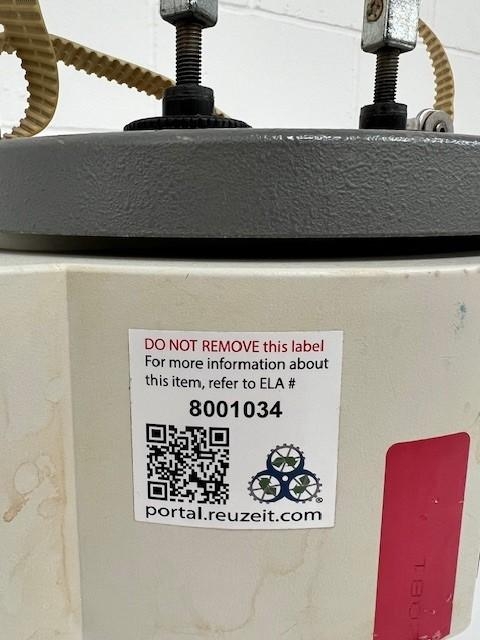 DO NOT REMOVE this label
For more information about
this item, refer to ELA #
8001034
portal.reuzeit.com